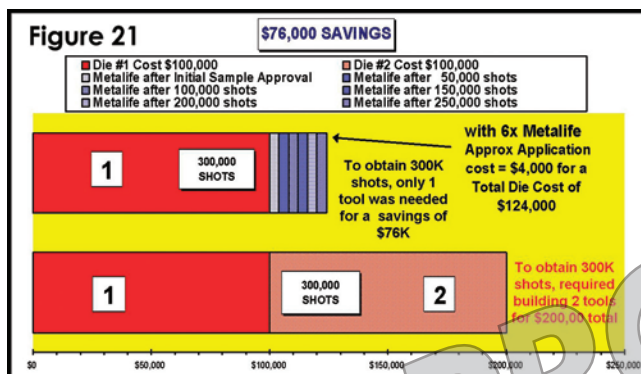 Figure 21
$76,000 SAVINGS
Die #1 Cost $100,000
Die #2 Cost $100,000
Metalife after Initial Sample Approval
Metalife after 50,000 shots
Metalife after 100,000 shots
Metalife after 150,000 shots
Metalife after 200,000 shots
Metalife after 250,000 shots
1
300,000
SHOTS
To obtain 300K
shots, only 1
tool was needed
for a savings of
$76K
with 6x Metalife
Approx Application
cost = $4,000 for a
Total Die Cost of
$124,000
1
300,000
SHOTS
2
To obtain 300K
shots, required
building 2 tools
for $200,00 total
$0
$50,000
$100,000
$150,000
$200,000
$250,000